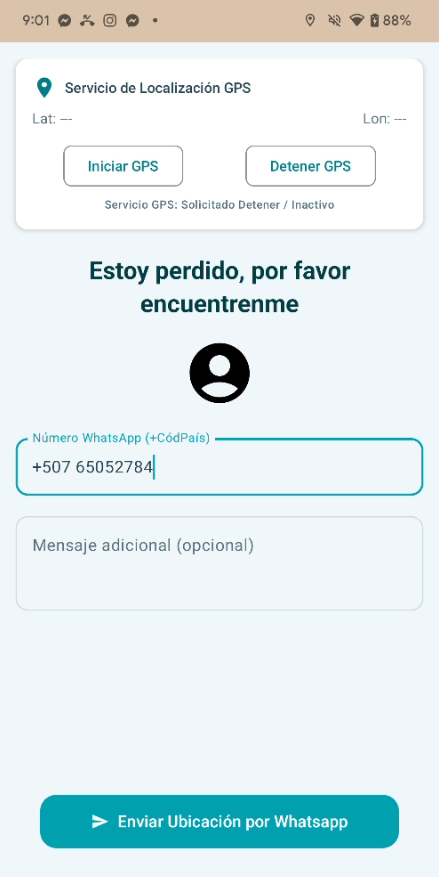 9:01 88%
Servicio de Localización GPS
Lat: --- Lon: ---
Iniciar GPS Detener GPS
Servicio GPS: Solicitado Detener / Inactivo
Estoy perdido, por favor
encuentrenme
Número WhatsApp (+CódPaís)
+507 65052784
Mensaje adicional (opcional)
Enviar Ubicación por Whatsapp